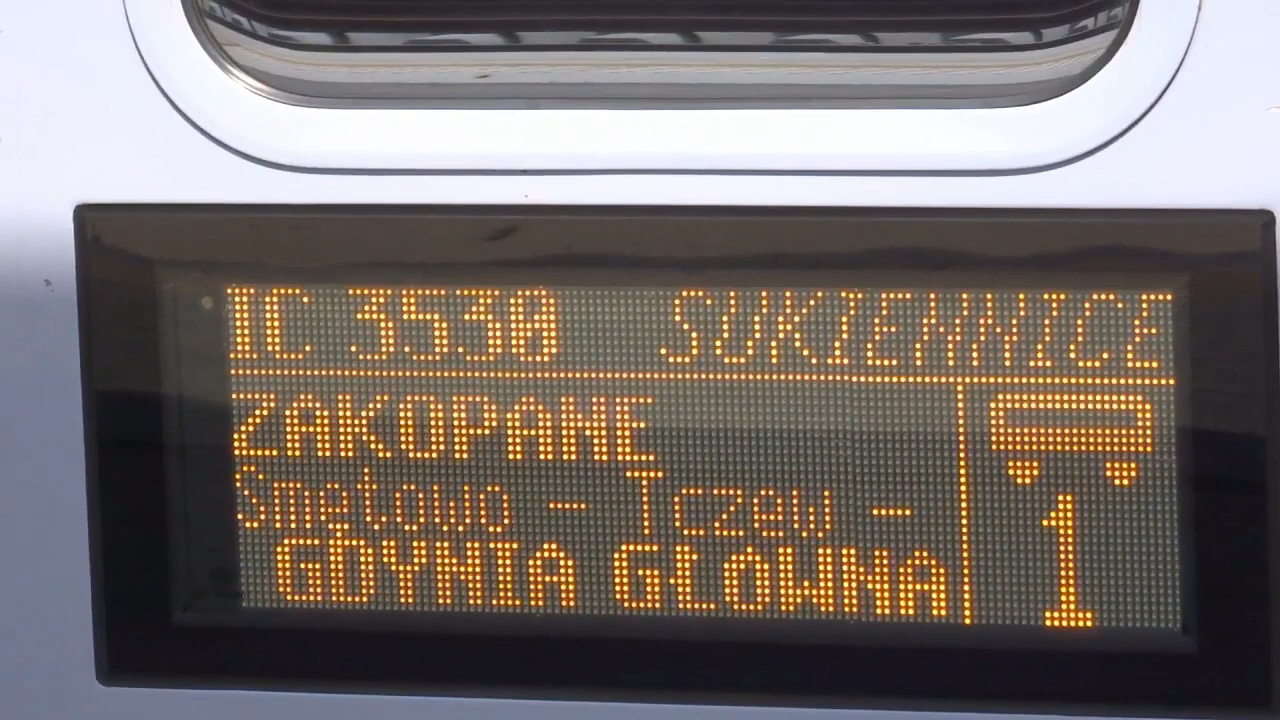 IC 3530 SUKIENNICE
ZAKOPANE
Smętowo - Tczew -
GDYNIA GŁÓWNA
1